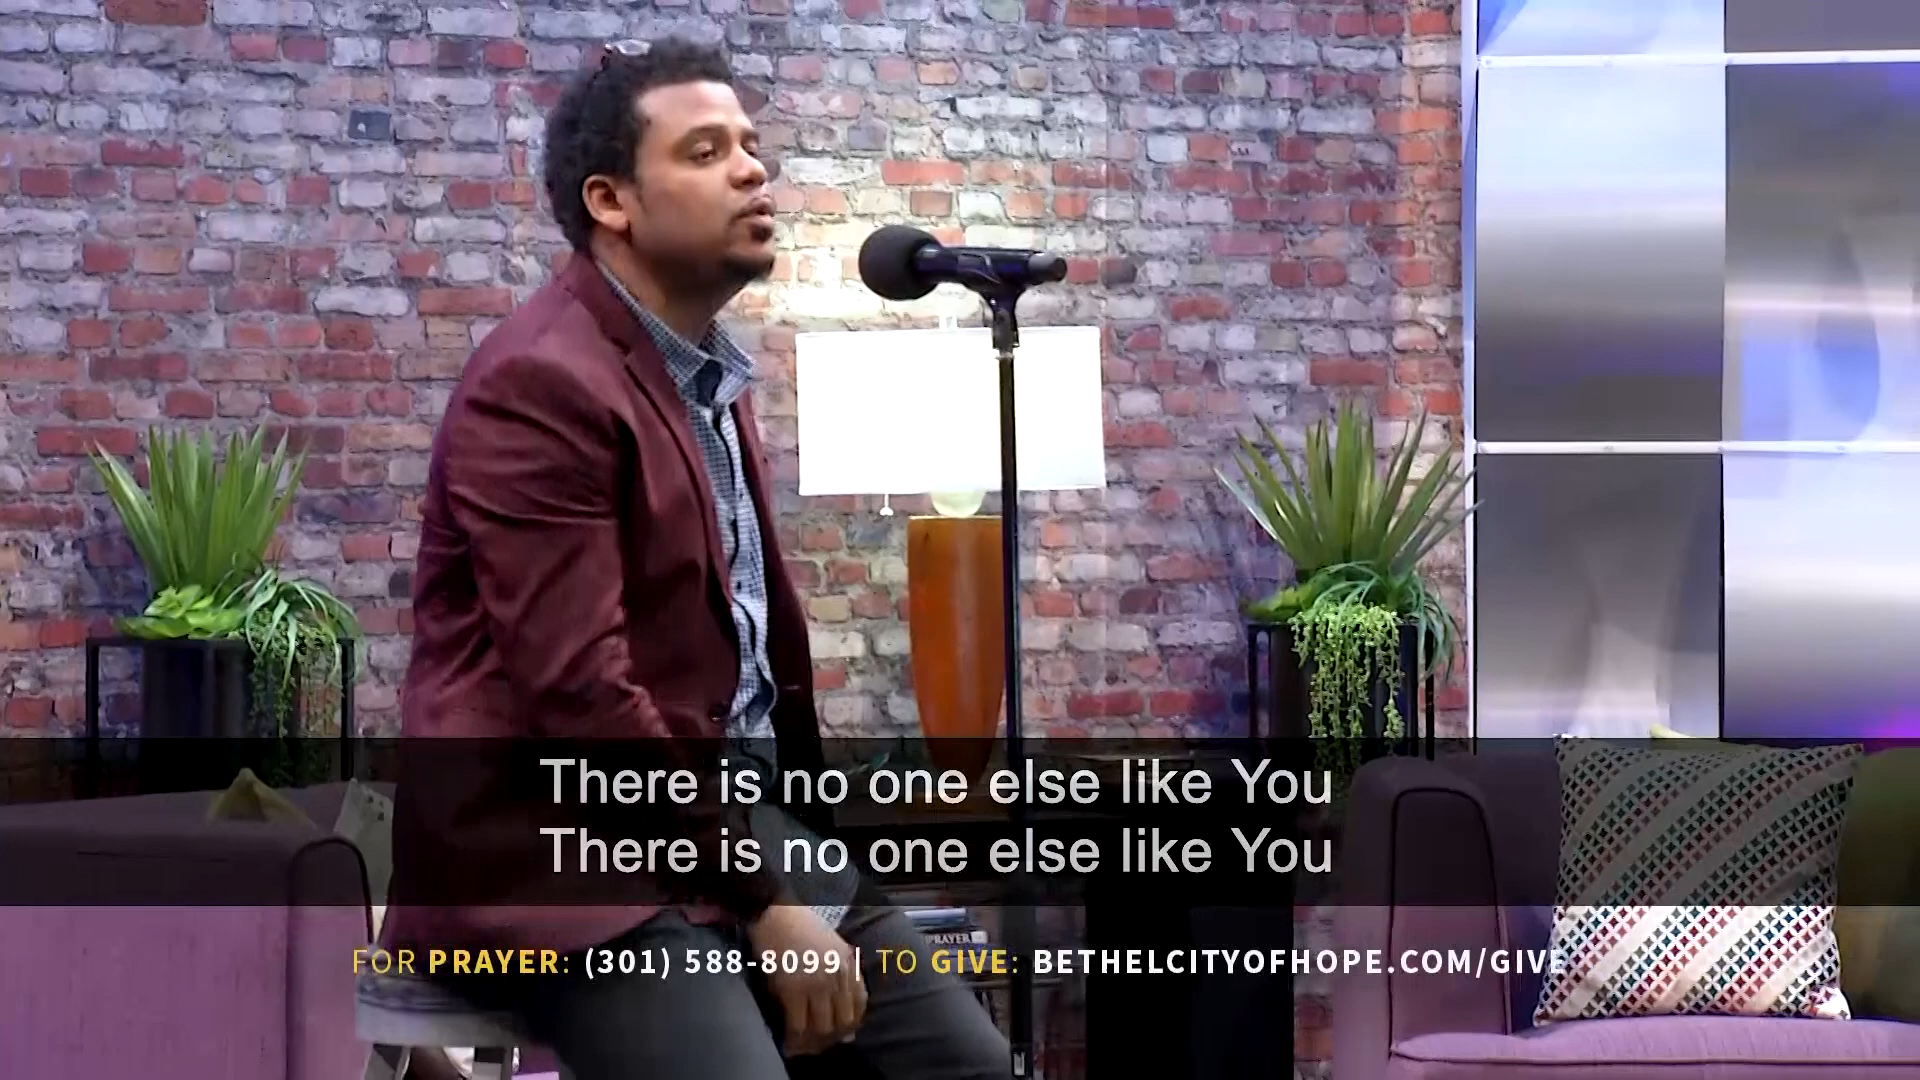 There is no one else like You
There is no one else like You
PRAYER
FOR PRAYER: (301) 588-8099 | TO GIVE: BETHELCITYOFHOPE.COM/GIVE